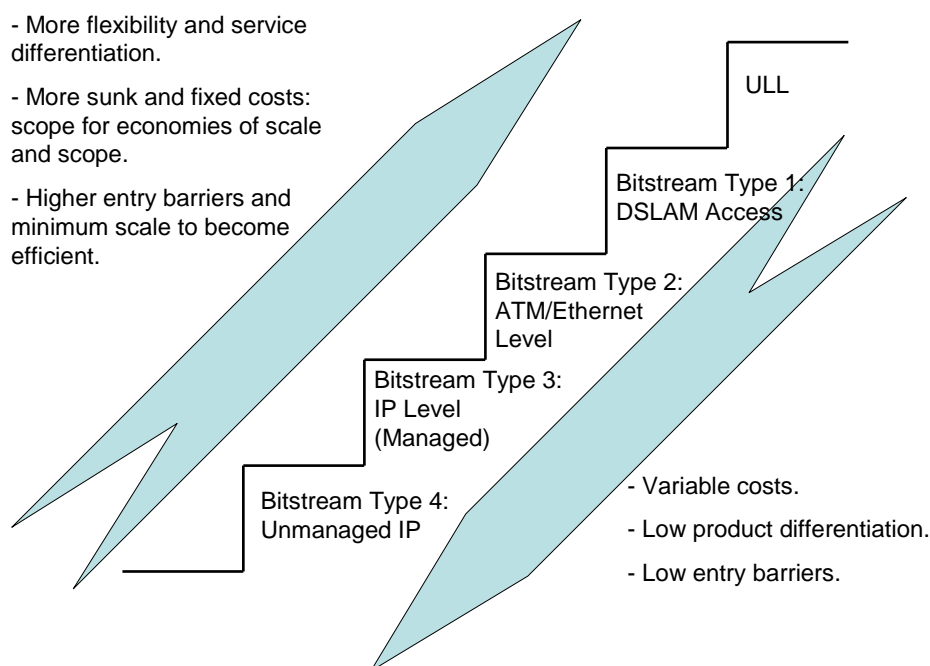 - More flexibility and service
differentiation.
- More sunk and fixed costs:
scope for economies of scale
and scope.
- Higher entry barriers and
minimum scale to become
efficient.
ULL
Bitstream Type 1:
DSLAM Access
Bitstream Type 2:
ATM/Ethernet
Level
Bitstream Type 3:
IP Level
(Managed)
Bitstream Type 4:
Unmanaged IP
- Variable costs.
- Low product differentiation.
- Low entry barriers.